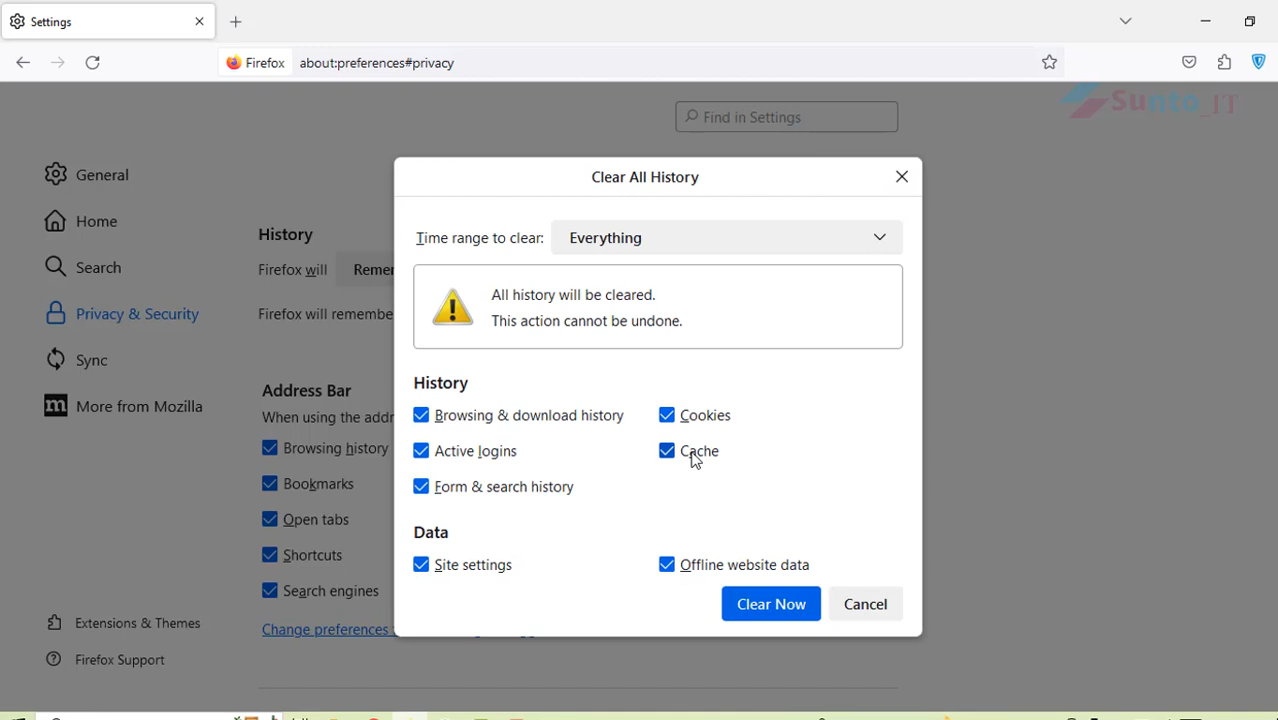 Settings
Firefox about:preferences#privacy
Sunto_IT
Find in Settings
General
Home
Search
Privacy & Security
Sync
More from Mozilla
Extensions & Themes
Firefox Support
History
Firefox will Remem
Firefox will remembe
Address Bar
When using the addr
Browsing history
Bookmarks
Open tabs
Shortcuts
Search engines
Change preferences
Clear All History
Time range to clear: Everything
All history will be cleared.
This action cannot be undone.
History
Browsing & download history Cookies
Active logins Cache
Form & search history
Data
Site settings Offline website data
Clear Now Cancel